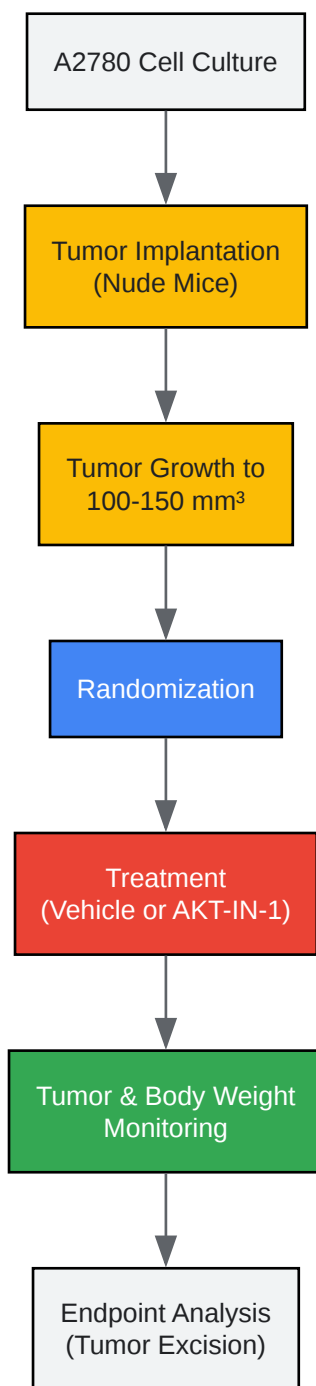 A2780 Cell Culture
Tumor Implantation
(Nude Mice)
Tumor Growth to
100-150 mm³
Randomization
Treatment
(Vehicle or AKT-IN-1)
Tumor & Body Weight
Monitoring
Endpoint Analysis
(Tumor Excision)